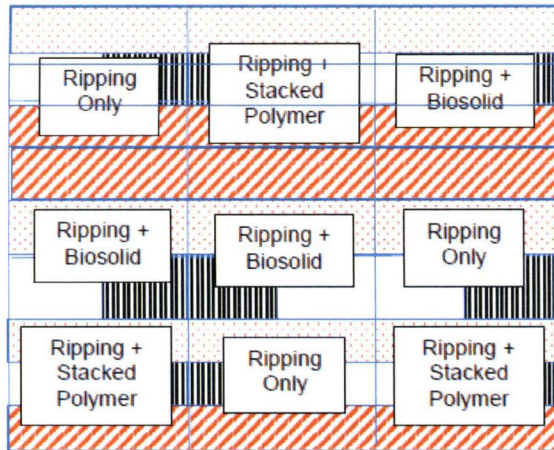 Ripping
Only
Ripping +
Stacked
Polymer
Ripping +
Biosolid
Ripping +
Biosolid
Ripping +
Biosolid
Ripping
Only
Ripping +
Stacked
Polymer
Ripping
Only
Ripping +
Stacked
Polymer